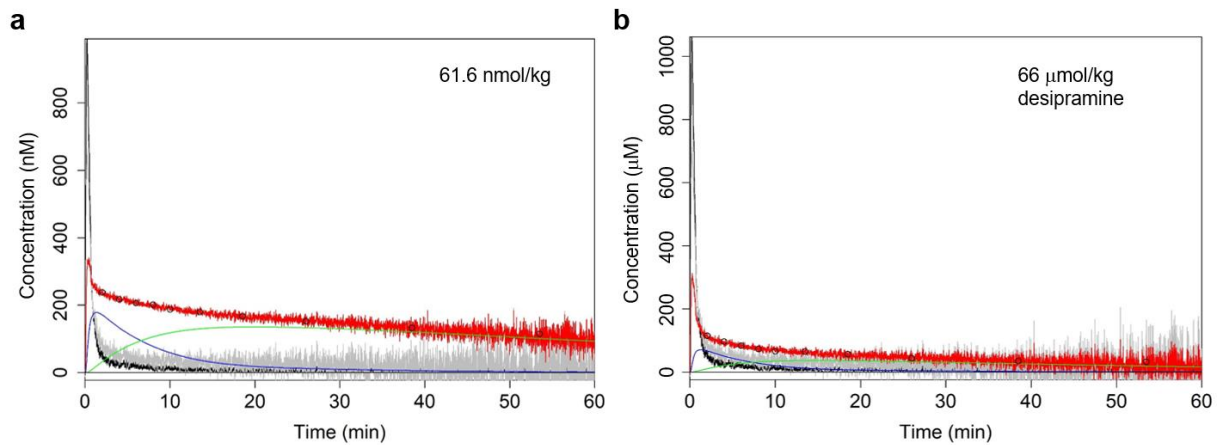 a
61.6 nmol/kg
Concentration (nM)
800
600
400
200
0
0 10 20 30 40 50 60
Time (min)
b
66 μmol/kg
desipramine
Concentration (μM)
1000
800
600
400
200
0
0 10 20 30 40 50 60
Time (min)